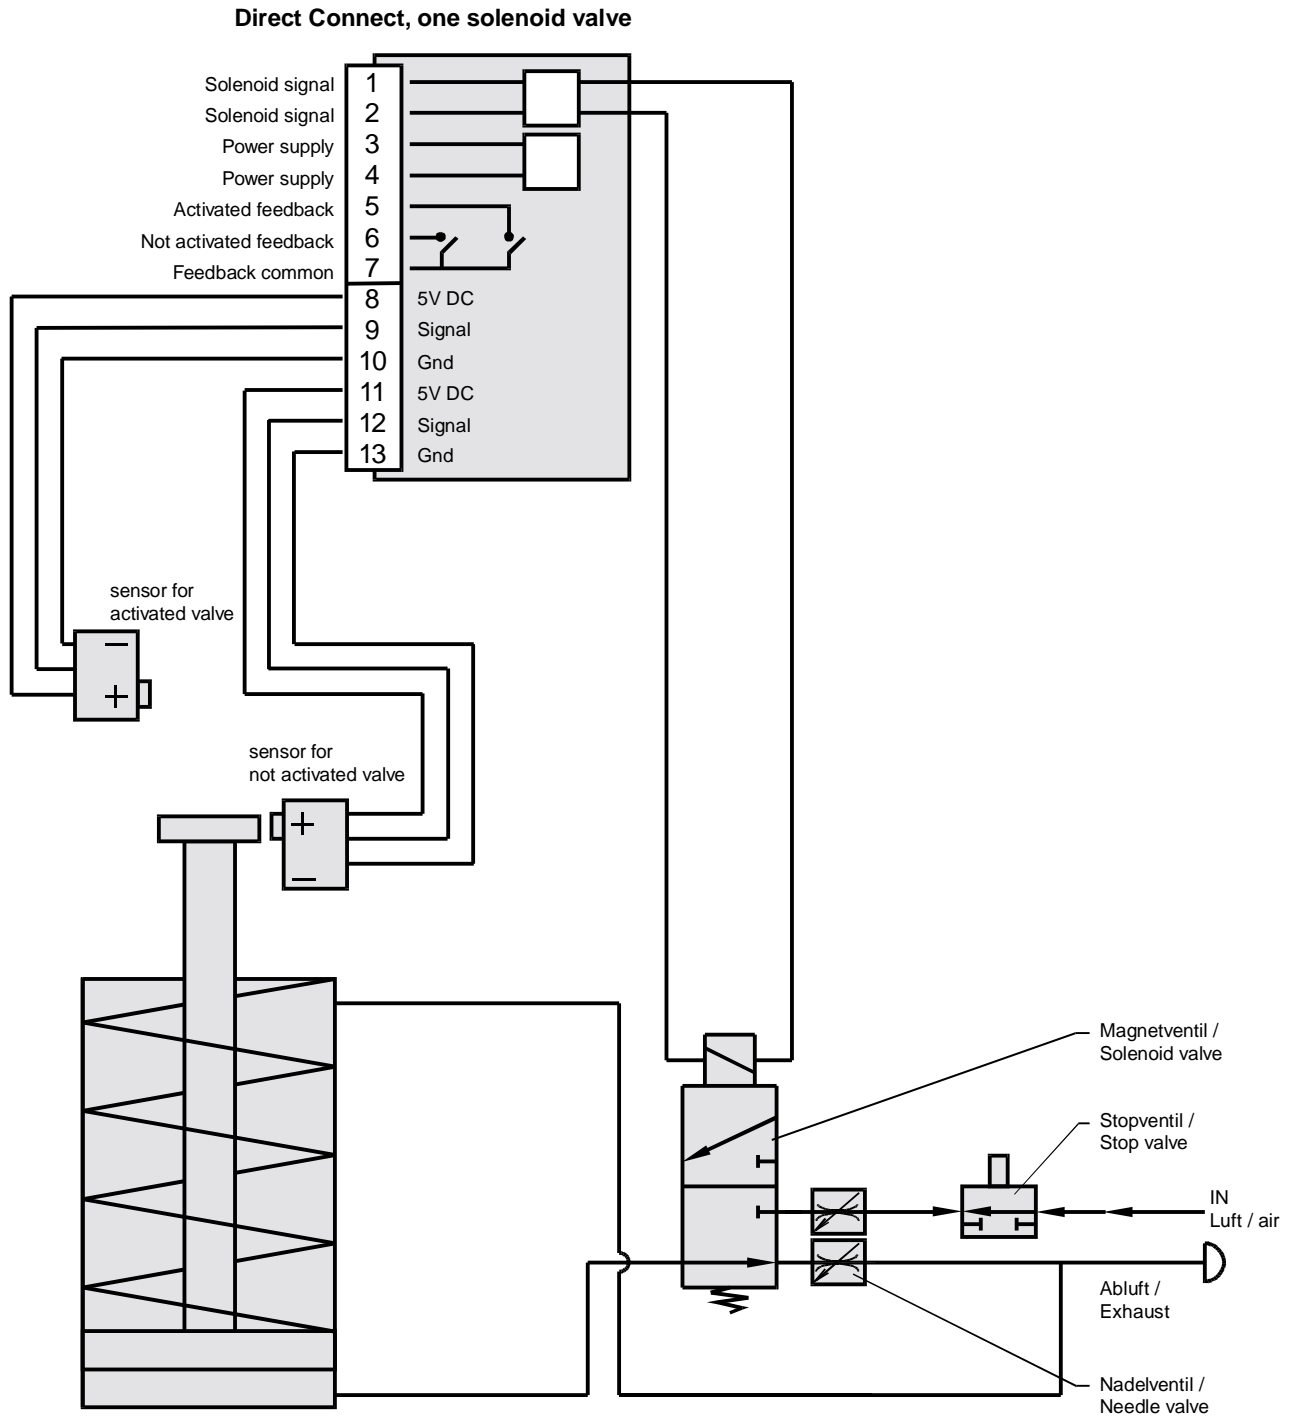 Direct Connect, one solenoid valve
Solenoid signal 1
Solenoid signal 2
Power supply 3
Power supply 4
Activated feedback 5
Not activated feedback 6
Feedback common 7
8 5V DC
9 Signal
10 Gnd
11 5V DC
12 Signal
13 Gnd
sensor for
activated valve
sensor for
not activated valve
Magnetventil /
Solenoid valve
Stopventil /
Stop valve
IN
Luft / air
Abluft /
Exhaust
Nadelventil /
Needle valve